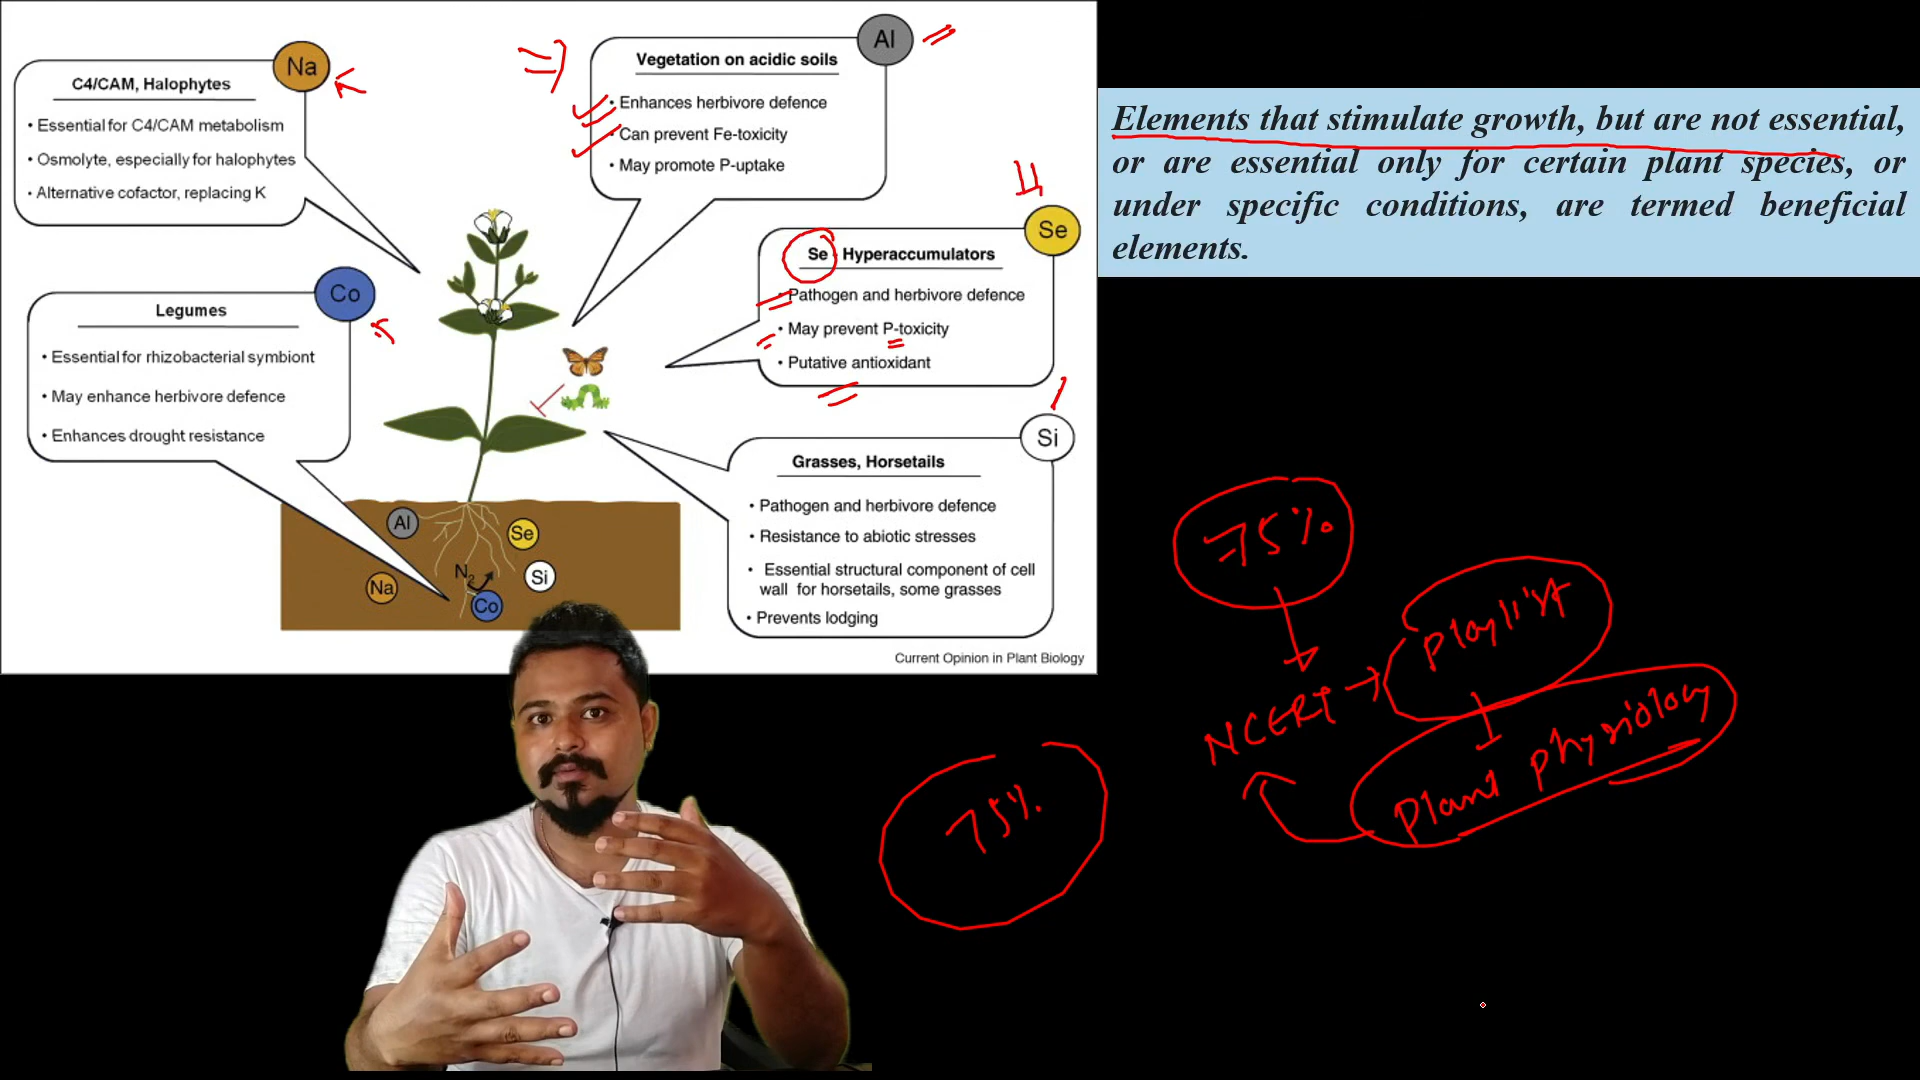 Na
C4/CAM, Halophytes
• Essential for C4/CAM metabolism
• Osmolyte, especially for halophytes
• Alternative cofactor, replacing K
Al
Vegetation on acidic soils
• Enhances herbivore defence
• Can prevent Fe-toxicity
• May promote P-uptake
Elements that stimulate growth, but are not essential,
or are essential only for certain plant species, or
under specific conditions, are termed beneficial
elements.
Co
Legumes
• Essential for rhizobacterial symbiont
• May enhance herbivore defence
• Enhances drought resistance
Se
Se Hyperaccumulators
• Pathogen and herbivore defence
• May prevent P-toxicity
• Putative antioxidant
Si
Grasses, Horsetails
• Pathogen and herbivore defence
• Resistance to abiotic stresses
• Essential structural component of cell
wall for horsetails, some grasses
• Prevents lodging
Al
Se
N2
Si
Na
Co
Current Opinion in Plant Biology
75%
Playlist
NCERT
Plant physiology
75%